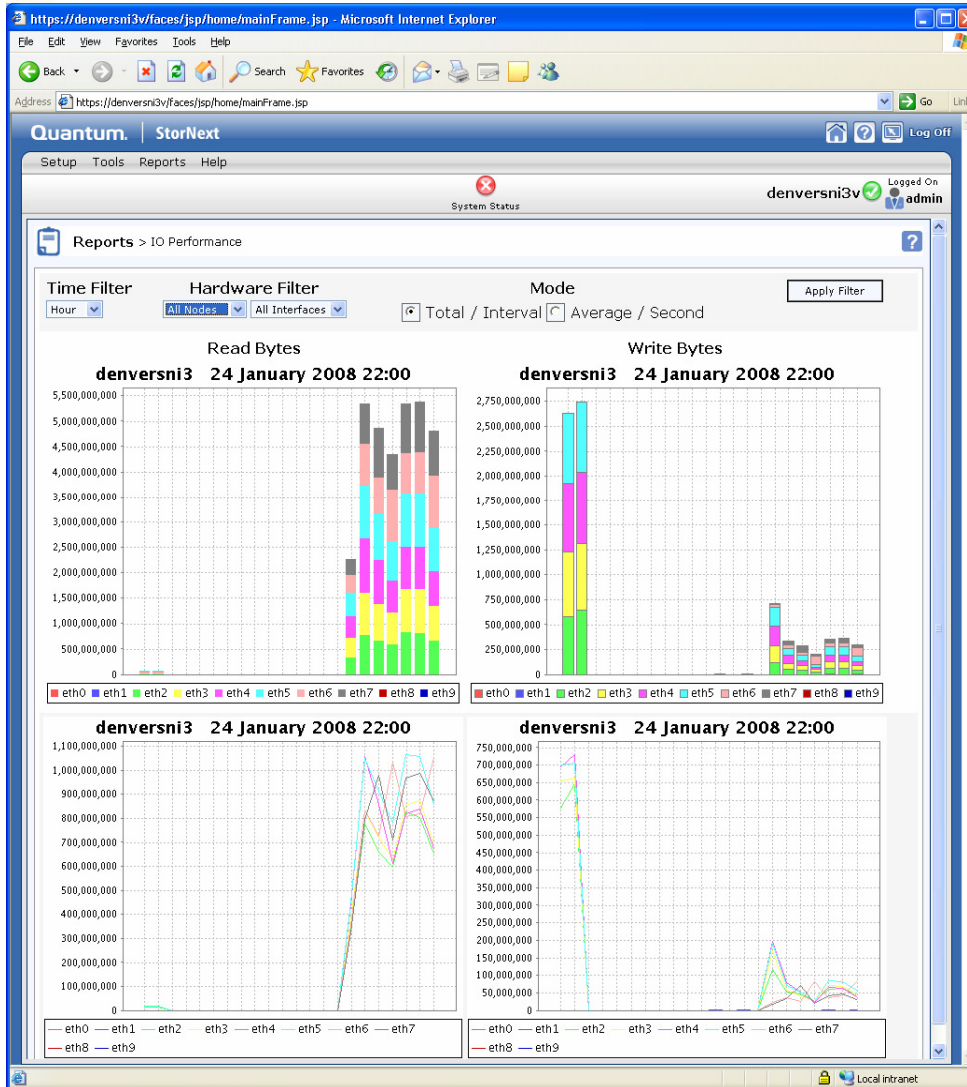 https://denversni3v/faces/jsp/home/mainFrame.jsp - Microsoft Internet Explorer
File Edit View Favorites Tools Help
Back Search Favorites
Address https://denversni3v/faces/jsp/home/mainFrame.jsp Go Lin
Quantum. StorNext Log Off
Setup Tools Reports Help
System Status
denversni3v Logged On admin
Reports > IO Performance
Time Filter Hardware Filter Mode Apply Filter
Hour All Nodes All Interfaces Total / Interval Average / Second
Read Bytes
denversni3 24 January 2008 22:00
5,500,000,000
5,000,000,000
4,500,000,000
4,000,000,000
3,500,000,000
3,000,000,000
2,500,000,000
2,000,000,000
1,500,000,000
1,000,000,000
500,000,000
0
eth0 eth1 eth2 eth3 eth4 eth5 eth6 eth7 eth8 eth9
Write Bytes
denversni3 24 January 2008 22:00
2,750,000,000
2,500,000,000
2,250,000,000
2,000,000,000
1,750,000,000
1,500,000,000
1,250,000,000
1,000,000,000
750,000,000
500,000,000
250,000,000
0
eth0 eth1 eth2 eth3 eth4 eth5 eth6 eth7 eth8 eth9
denversni3 24 January 2008 22:00
1,100,000,000
1,000,000,000
900,000,000
800,000,000
700,000,000
600,000,000
500,000,000
400,000,000
300,000,000
200,000,000
100,000,000
0
eth0 eth1 eth2 eth3 eth4 eth5 eth6 eth7
eth8 eth9
denversni3 24 January 2008 22:00
750,000,000
700,000,000
650,000,000
600,000,000
550,000,000
500,000,000
450,000,000
400,000,000
350,000,000
300,000,000
250,000,000
200,000,000
150,000,000
100,000,000
50,000,000
0
eth0 eth1 eth2 eth3 eth4 eth5 eth6 eth7
eth8 eth9
Local intranet